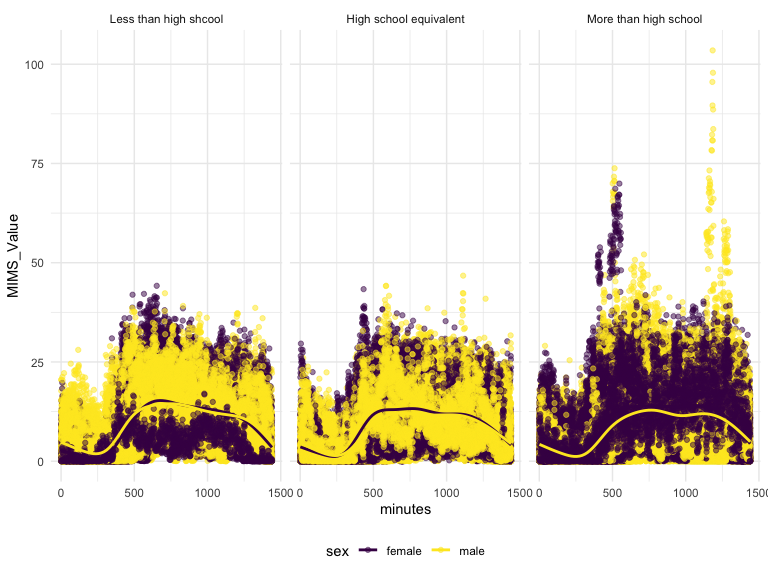 Less than high shcool
High school equivalent
More than high school
100
75
50
25
0
MIMS_Value
0 500 1000 1500
0 500 1000 1500
0 500 1000 1500
minutes
sex female male